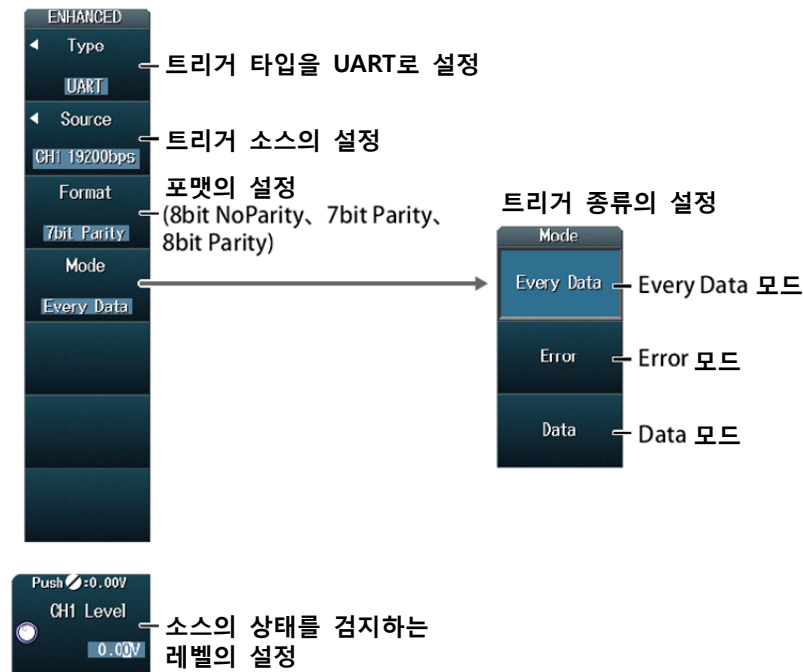 ENHANCED
Type
UART
트리거 타입을 UART로 설정
Source
CH1 19200bps
트리거 소스의 설정
Format
7bit Parity
포맷의 설정
(8bit NoParity、7bit Parity、
8bit Parity)
Mode
Every Data
트리거 종류의 설정
Mode
Every Data
Every Data 모드
Error
Error 모드
Data
Data 모드
Push :0.00V
CH1 Level
0.00V
소스의 상태를 검지하는
레벨의 설정